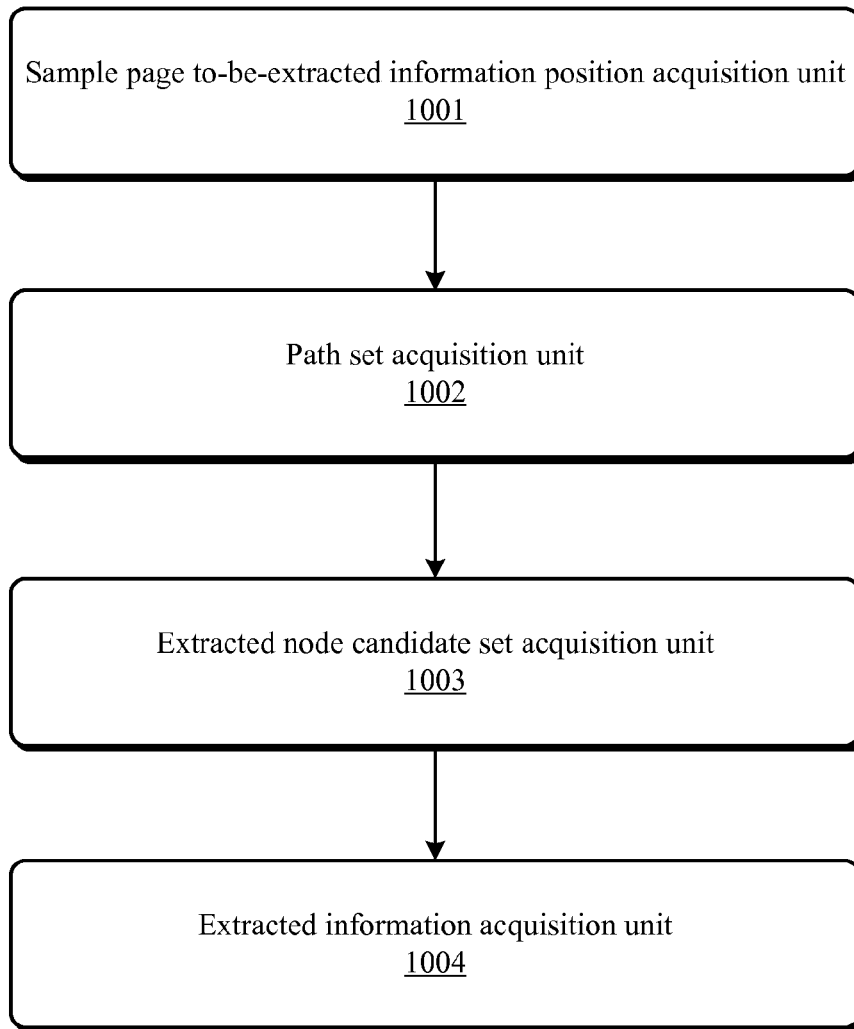 Sample page to-be-extracted information position acquisition unit
1001
Path set acquisition unit
1002
Extracted node candidate set acquisition unit
1003
Extracted information acquisition unit
1004